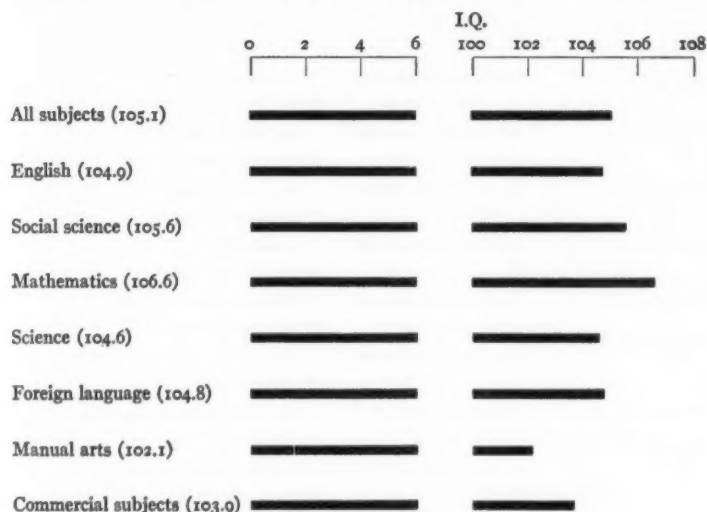 I.Q.
0 2 4 6 100 102 104 106 108
All subjects (105.1)
English (104.9)
Social science (105.6)
Mathematics (106.6)
Science (104.6)
Foreign language (104.8)
Manual arts (102.1)
Commercial subjects (103.9)